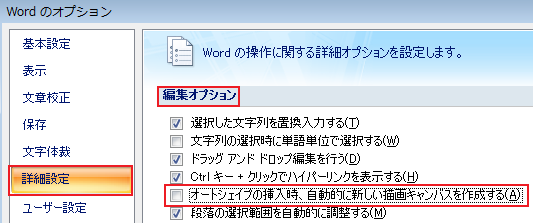 Word のオプション
基本設定
表示
文章校正
保存
文字体裁
詳細設定
ユーザー設定
Word の操作に関する詳細オプションを設定します。
編集オプション
選択した文字列を置換入力する(T)
文字列の選択時に単語単位で選択する(W)
ドラッグ アンド ドロップ編集を行う(D)
Ctrl キー + クリックでハイパーリンクを表示する(H)
オートシェイプの挿入時、自動的に新しい描画キャンバスを作成する(A)
段落の選択範囲を自動的に調整する(M)